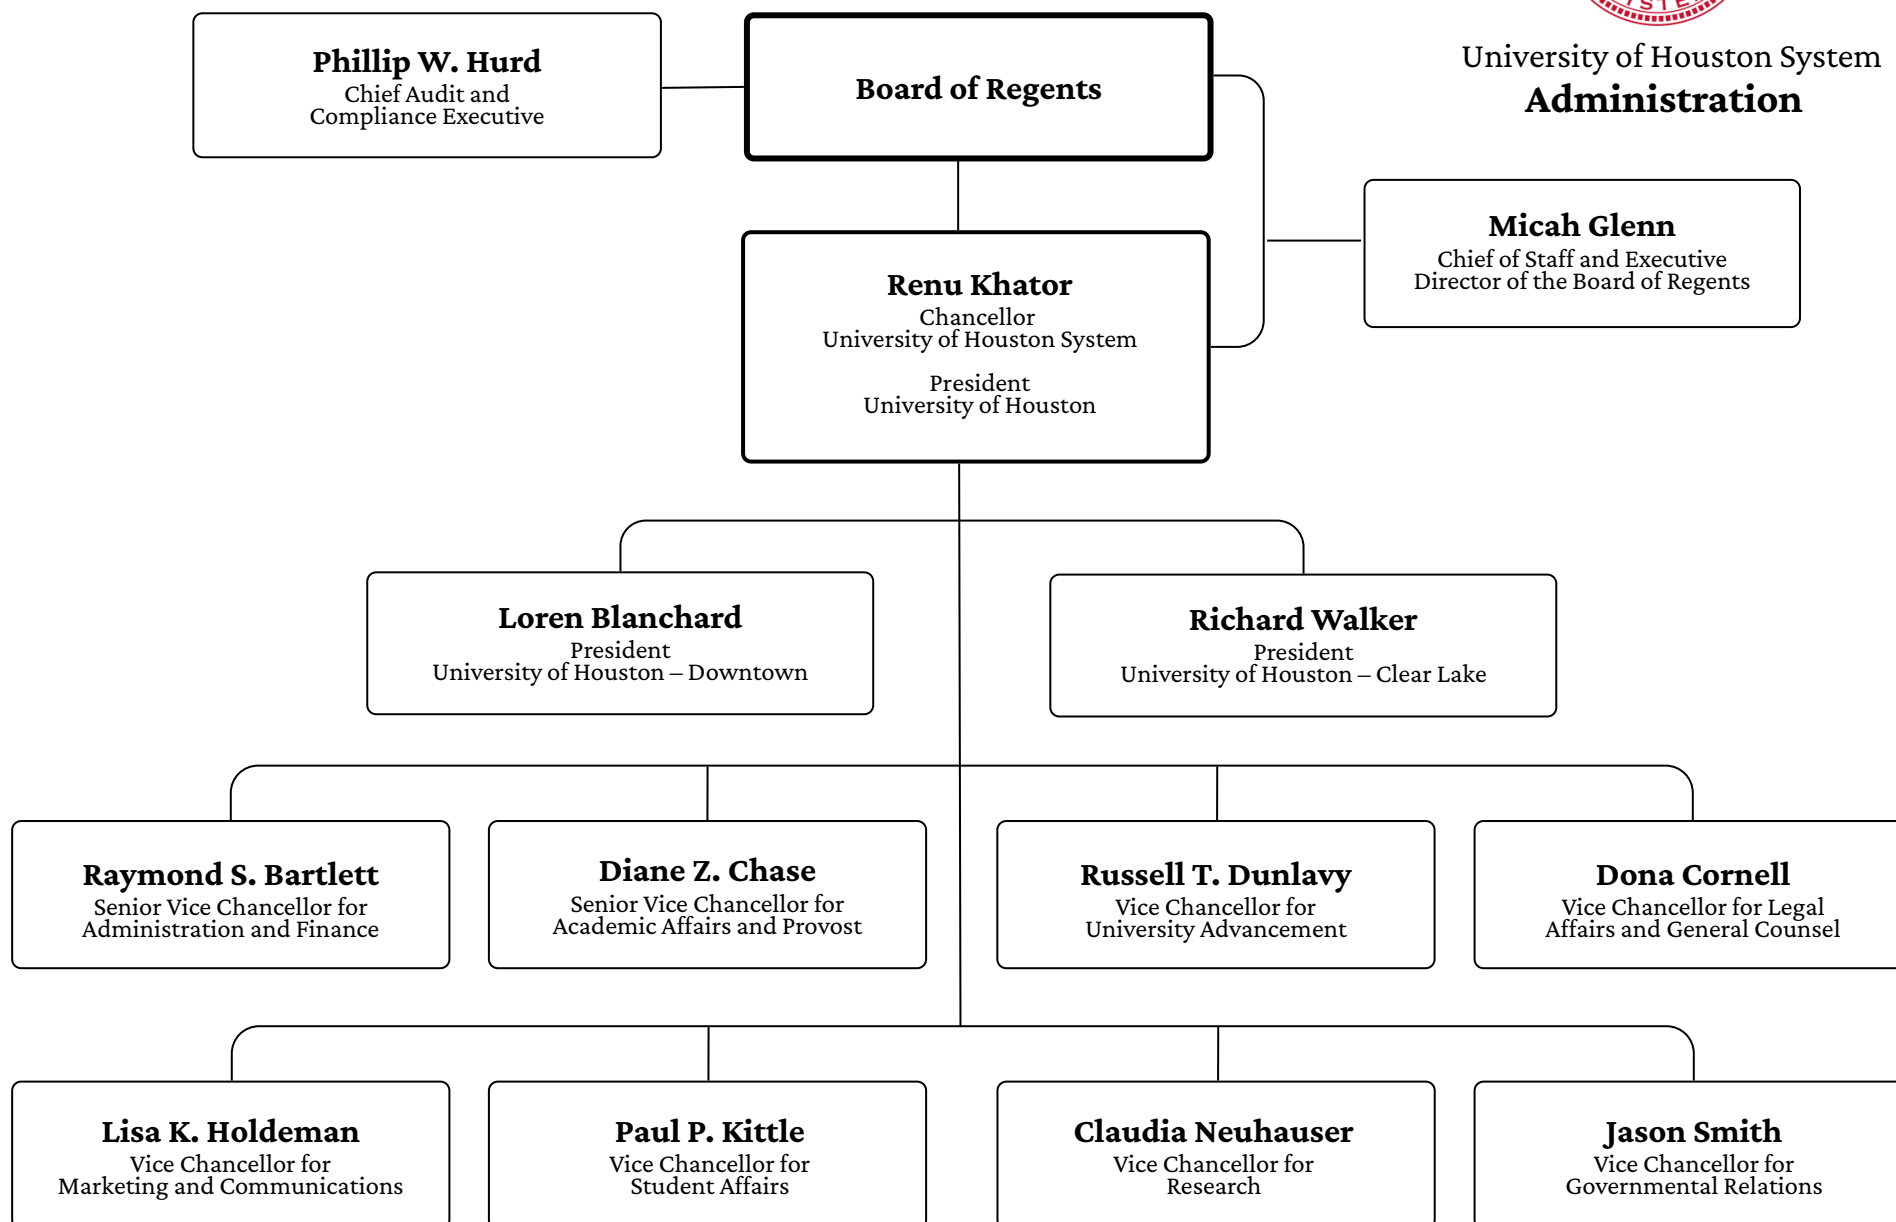 Phillip W. Hurd
Chief Audit and
Compliance Executive
Board of Regents
University of Houston System
Administration
Micah Glenn
Chief of Staff and Executive
Director of the Board of Regents
Renu Khator
Chancellor
University of Houston System
President
University of Houston
Loren Blanchard
President
University of Houston – Downtown
Richard Walker
President
University of Houston – Clear Lake
Raymond S. Bartlett
Senior Vice Chancellor for
Administration and Finance
Diane Z. Chase
Senior Vice Chancellor for
Academic Affairs and Provost
Russell T. Dunlavy
Vice Chancellor for
University Advancement
Dona Cornell
Vice Chancellor for Legal
Affairs and General Counsel
Lisa K. Holdeman
Vice Chancellor for
Marketing and Communications
Paul P. Kittle
Vice Chancellor for
Student Affairs
Claudia Neuhauser
Vice Chancellor for
Research
Jason Smith
Vice Chancellor for
Governmental Relations